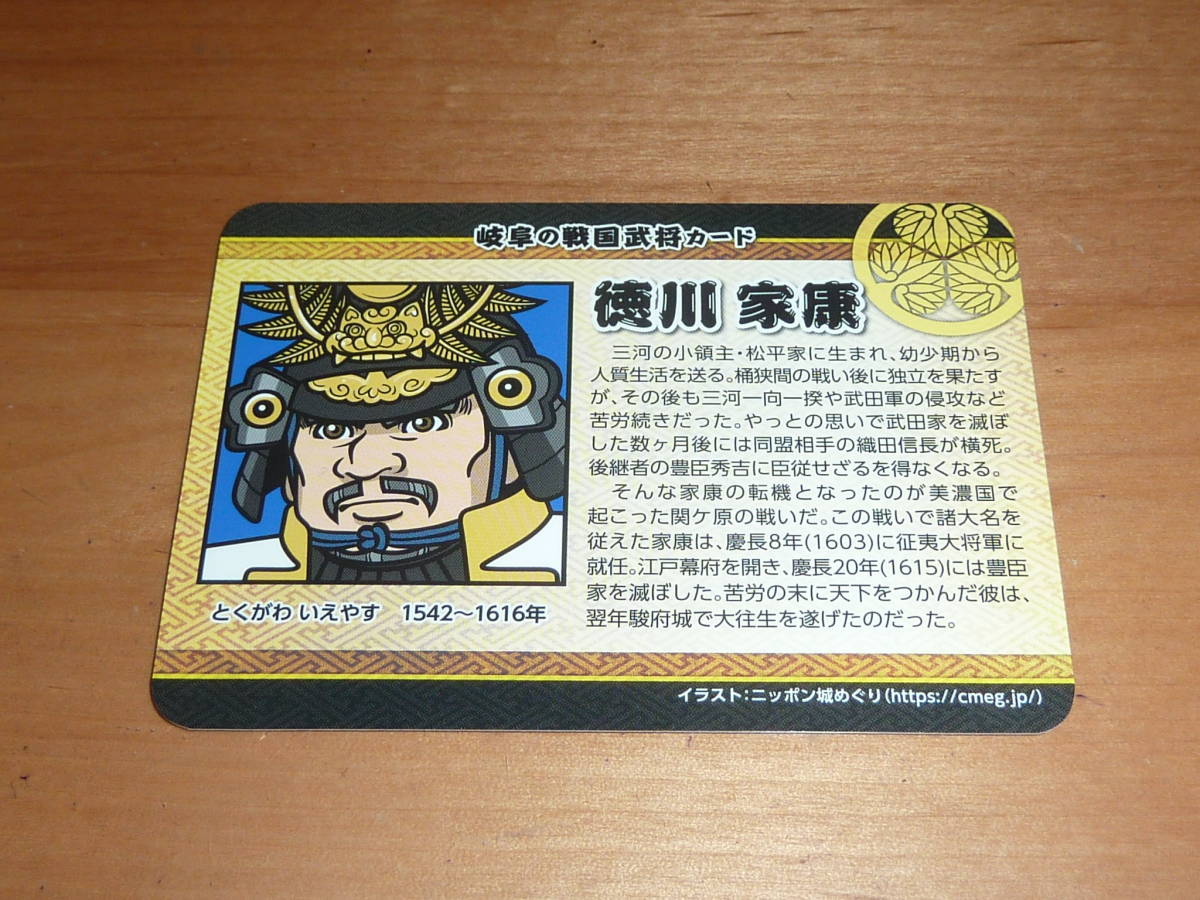 岐阜の戦国武将カード
徳川 家康
三河の小領主・松平家に生まれ、幼少期から
人質生活を送る。桶狭間の戦い後に独立を果たす
が、その後も三河一向一揆や武田軍の侵攻など
苦労続きだった。やっとの思いで武田家を滅ぼ
した数ヶ月後には同盟相手の織田信長が横死。
後継者の豊臣秀吉に臣従せざるを得なくなる。
そんな家康の転機となったのが美濃国で
起こった関ケ原の戦いだ。この戦いで諸大名を
従えた家康は、慶長8年(1603)に征夷大将軍に
就任。江戸幕府を開き、慶長20年(1615)には豊臣
家を滅ぼした。苦労の末に天下をつかんだ彼は、
翌年駿府城で大往生を遂げたのだった。
とくがわ いえやす 1542〜1616年
イラスト:ニッポン城めぐり(https://cmeg.jp/)